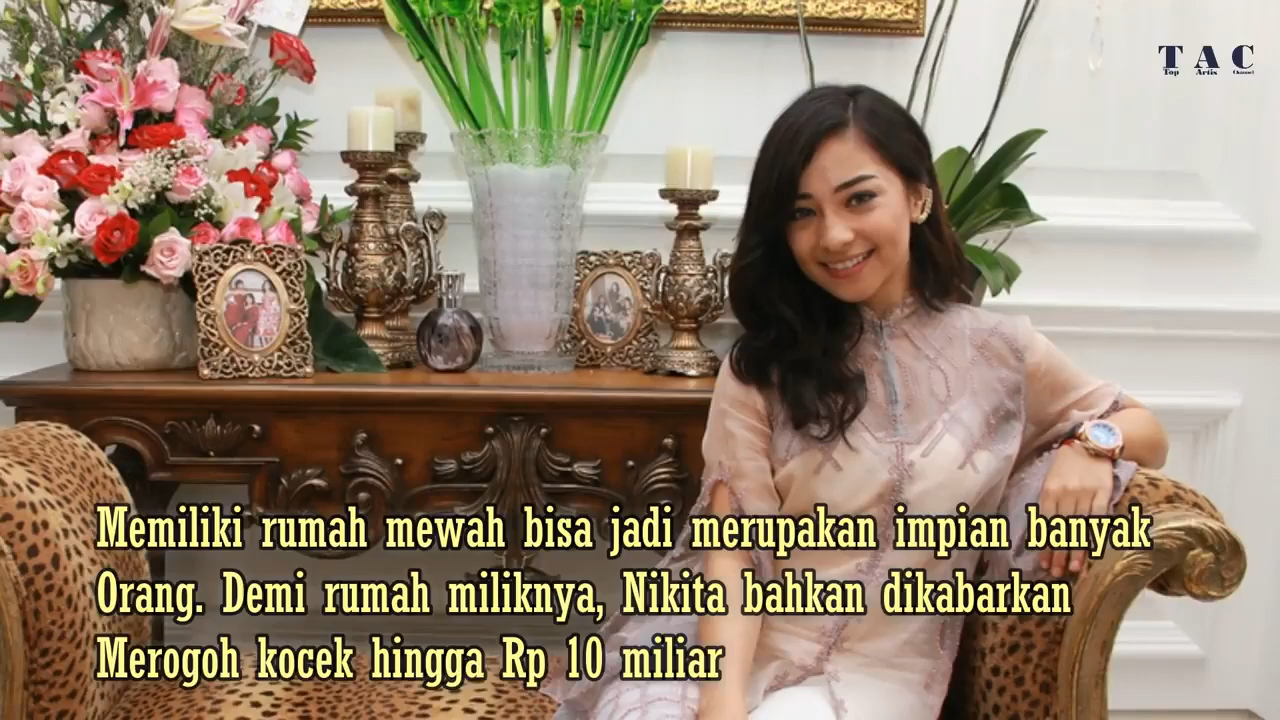 T A C
Top Artis Channel
Memiliki rumah mewah bisa jadi merupakan impian banyak
Orang. Demi rumah miliknya, Nikita bahkan dikabarkan
Merogoh kocek hingga Rp 10 miliar